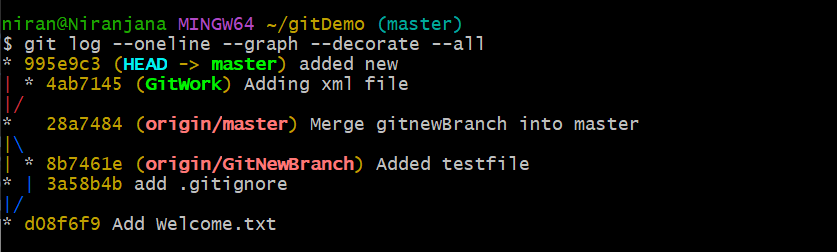 niran@Niranjana MINGW64 ~/gitDemo (master)
$ git log --oneline --graph --decorate --all
* 995e9c3 (HEAD -> master) added new
| * 4ab7145 (GitWork) Adding xml file
|/
*   28a7484 (origin/master) Merge gitnewBranch into master
|\
| * 8b7461e (origin/GitNewBranch) Added testfile
* | 3a58b4b add .gitignore
|/
* d08f6f9 Add Welcome.txt